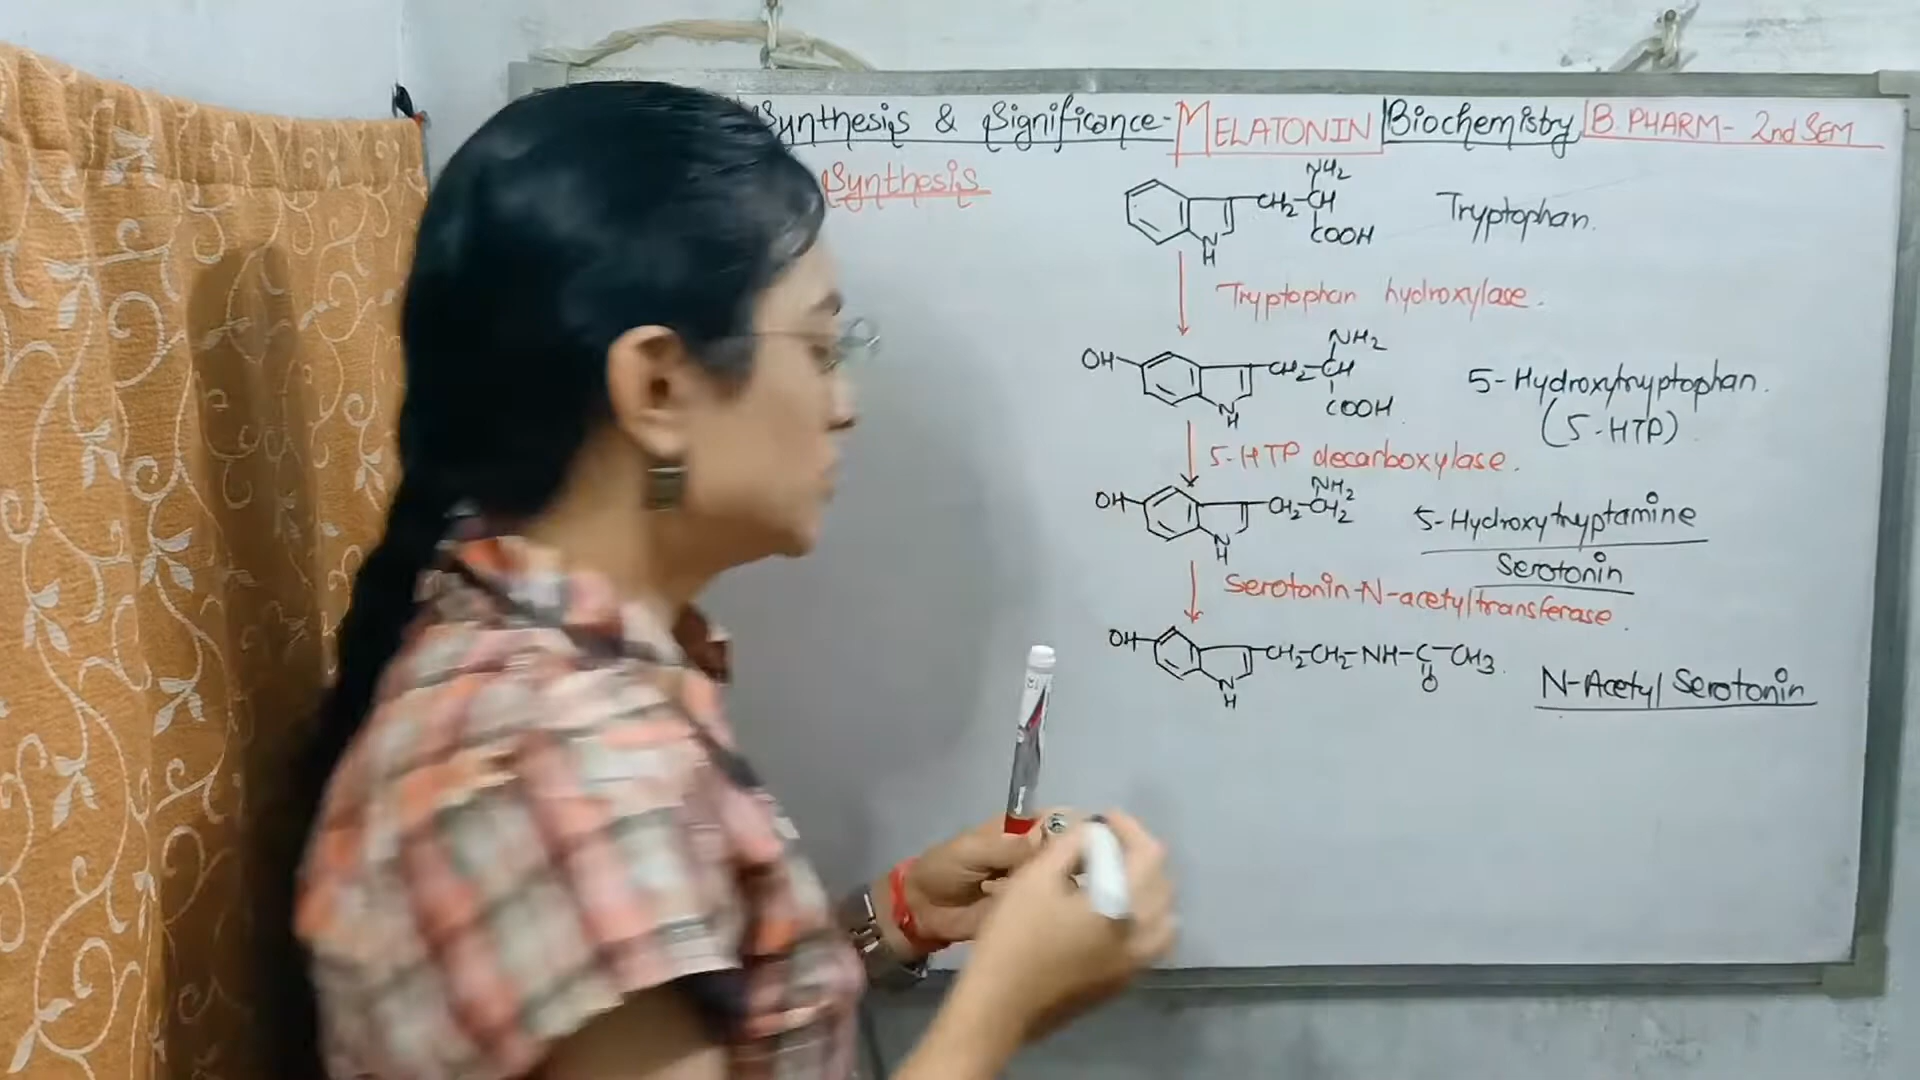 Synthesis & Significance- MELATONIN Biochemistry B. PHARM- 2nd SEM
Synthesis
NH2
CH2-CH
COOH
N
H
Tryptophan.
Tryptophan hydroxylase.
NH2
OH
CH2-CH
COOH
N
H
5-Hydroxytryptophan.
(5-HTP)
5-HTP decarboxylase.
NH2
OH
CH2-CH2
N
H
5-Hydroxytryptamine
Serotonin
Serotonin-N-acetyltransferase.
OH
CH2-CH2-NH-C-CH3.
O
N
H
N-Acetyl Serotonin